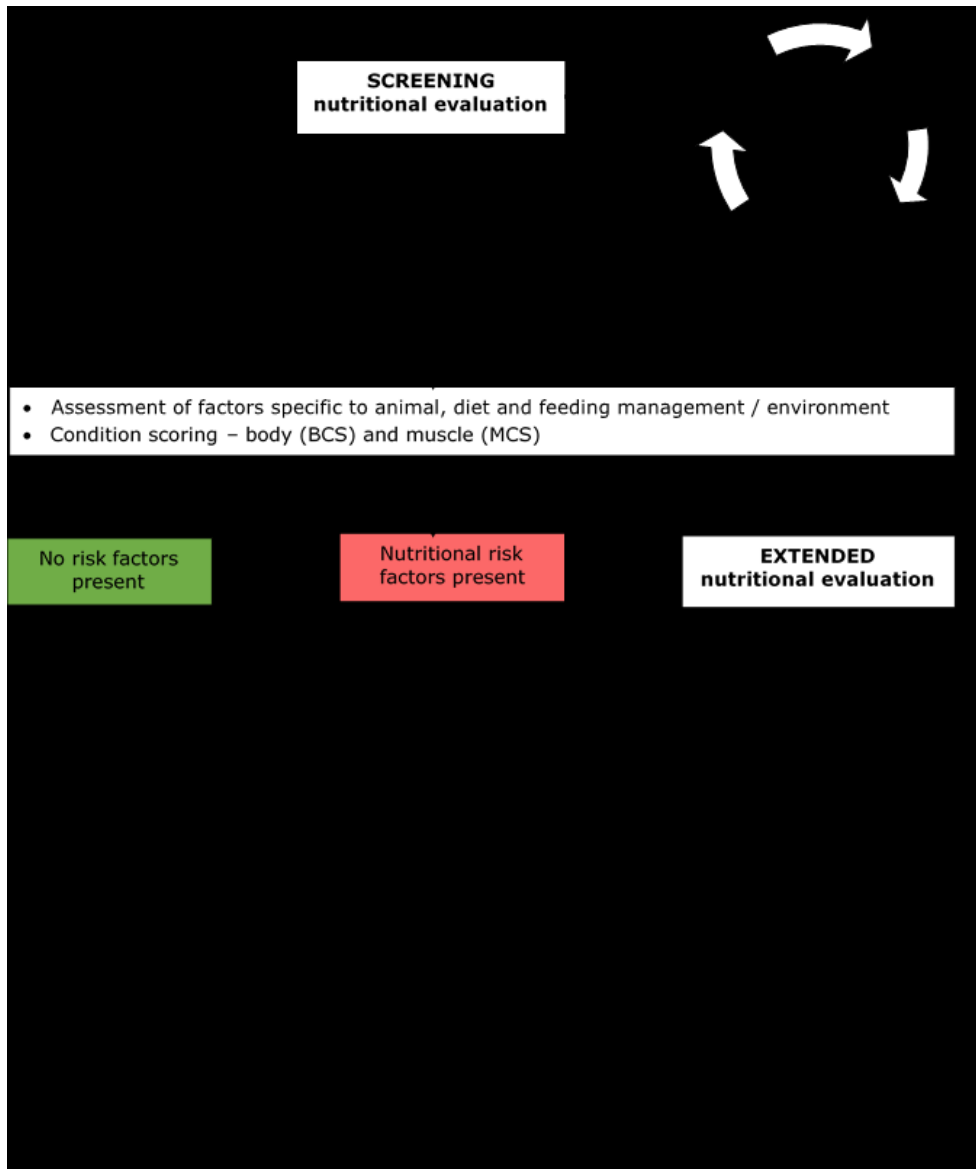 SCREENING
nutritional evaluation
• Assessment of factors specific to animal, diet and feeding management / environment
• Condition scoring – body (BCS) and muscle (MCS)
No risk factors
present
Nutritional risk
factors present
EXTENDED
nutritional evaluation